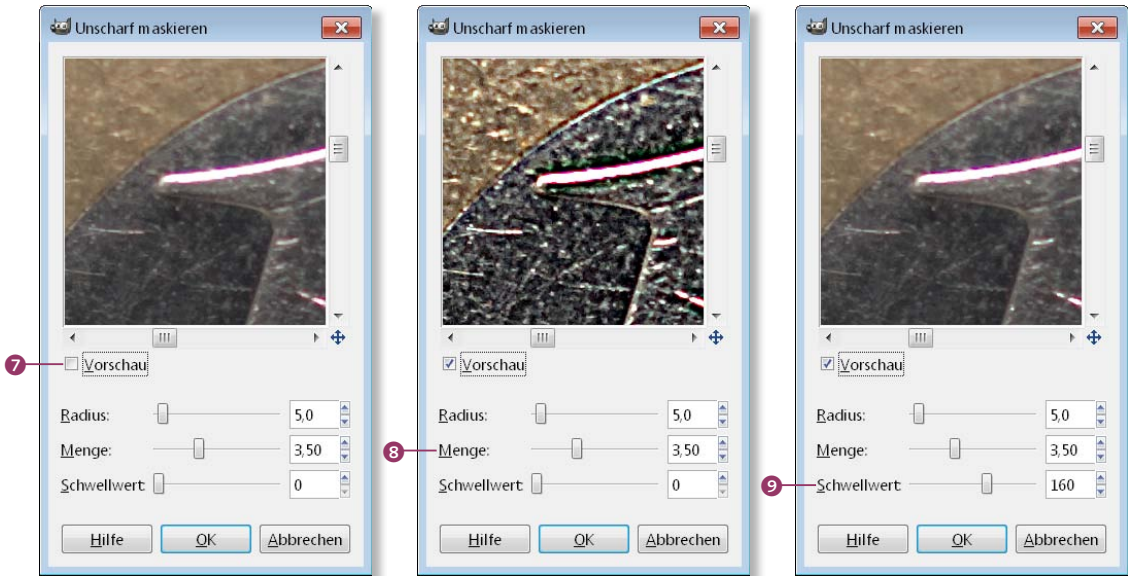 Unscharf maskieren
Vorschau
Radius: 5,0
Menge: 3,50
Schwellwert: 0
Hilfe OK Abbrechen
7
Unscharf maskieren
Vorschau
Radius: 5,0
Menge: 3,50
Schwellwert: 0
Hilfe OK Abbrechen
8
Unscharf maskieren
Vorschau
Radius: 5,0
Menge: 3,50
Schwellwert: 160
Hilfe OK Abbrechen
9